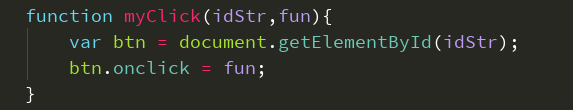 function myClick(idStr,fun){
    var btn = document.getElementById(idStr);
    btn.onclick = fun;
}